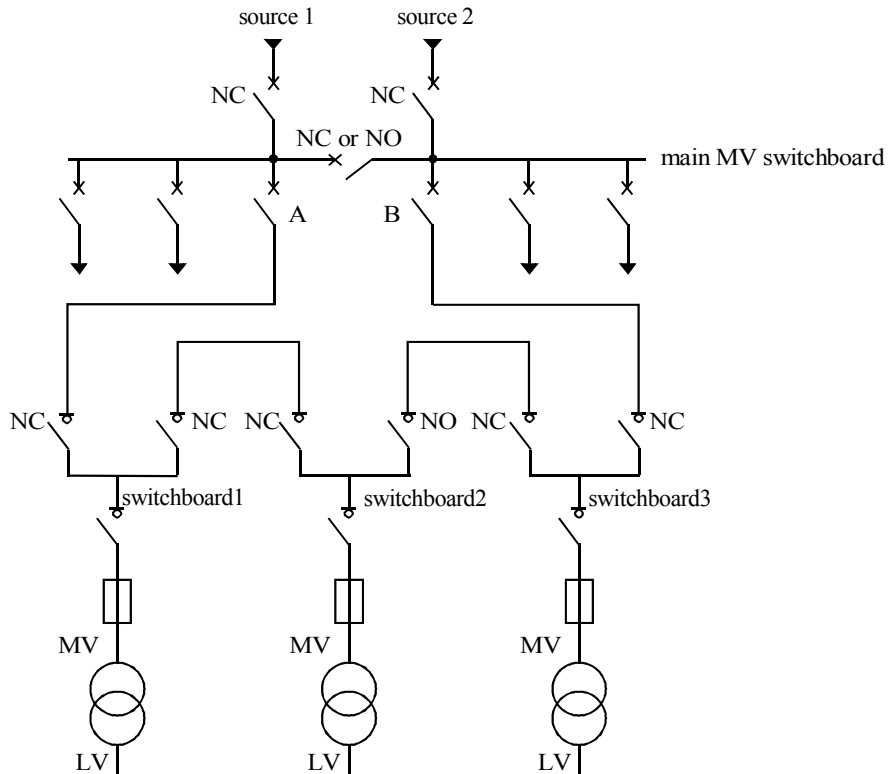 source 1
source 2
NC
NC
NC or NO
main MV switchboard
A
B
NC
NC
NC
NO
NC
NC
switchboard1
switchboard2
switchboard3
MV
MV
MV
LV
LV
LV